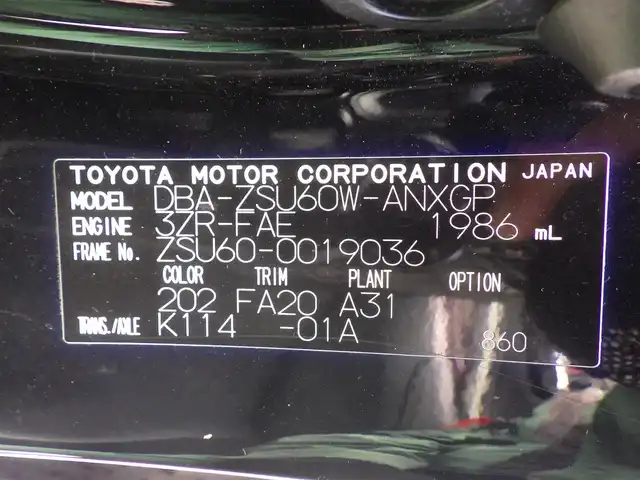 TOYOTA MOTOR CORPORATION JAPAN
MODEL DBA-ZSU60W-ANXGP
ENGINE 3ZR-FAE 1986 mL
FRAME No. ZSU60-0019036
COLOR TRIM PLANT OPTION
202 FA20 A31
TRANS./AXLE K114 -01A 860